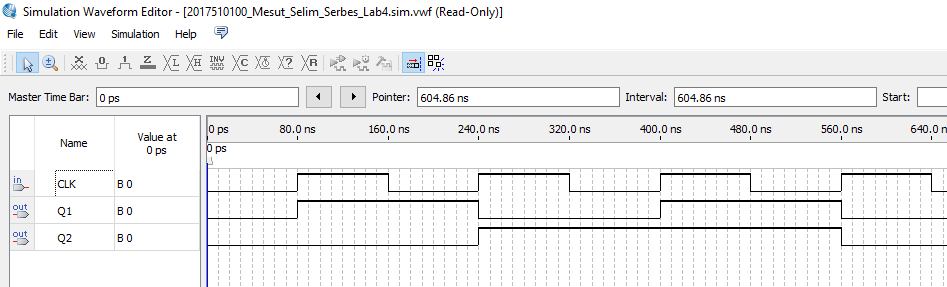 Simulation Waveform Editor - [2017510100_Mesut_Selim_Serbes_Lab4.sim.vwf (Read-Only)]
File Edit View Simulation Help
Master Time Bar: 0 ps Pointer: 604.86 ns Interval: 604.86 ns Start:
Name Value at 0 ps
0 ps 80.0 ns 160.0 ns 240.0 ns 320.0 ns 400.0 ns 480.0 ns 560.0 ns 640.0
0 ps
in CLK B 0
out Q1 B 0
out Q2 B 0